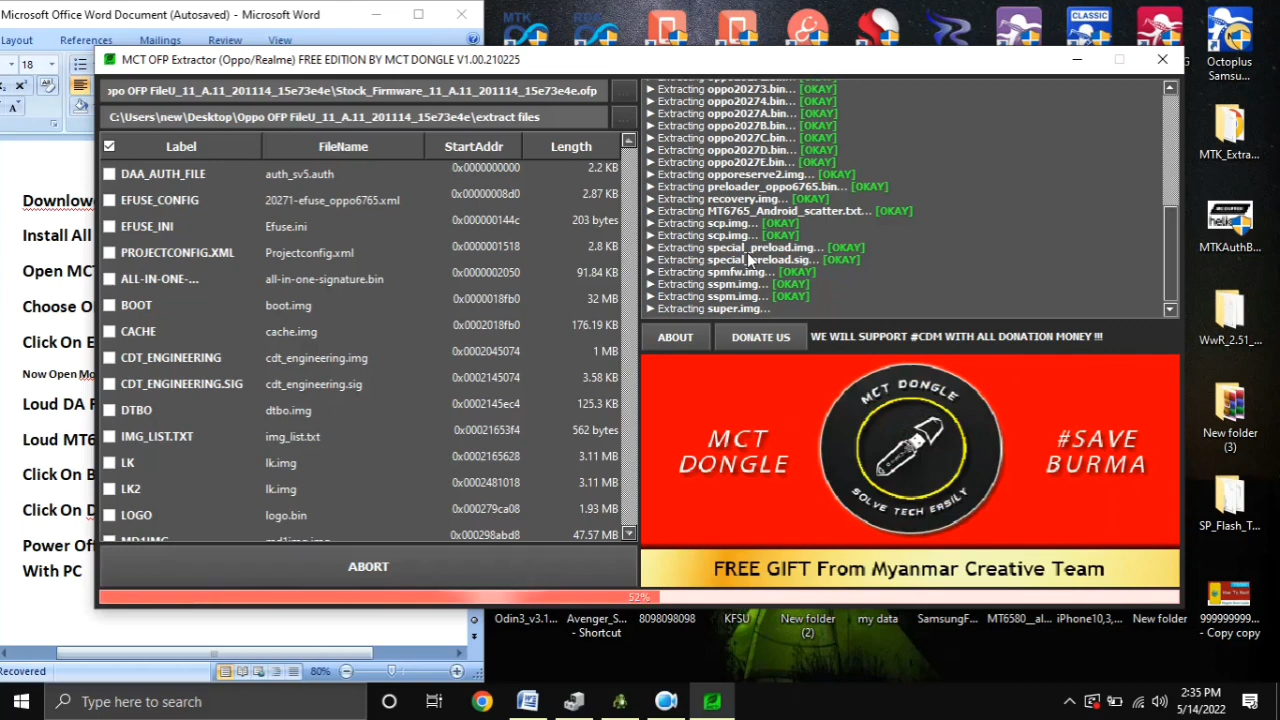 Microsoft Office Word Document (Autosaved) - Microsoft Word
Layout
References
Mailings
Review
View
18
MCT OFP Extractor (Oppo/Realme) FREE EDITION BY MCT DONGLE V1.00.210225
ppo OFP FileU_11_A.11_201114_15e73e4e\Stock_Firmware_11_A.11_201114_15e73e4e.ofp
C:\Users\new\Desktop\Oppo OFP FileU_11_A.11_201114_15e73e4e\extract files
Label FileName StartAddr Length
DAA_AUTH_FILE auth_sv5.auth 0x0000000000 2.2 KB
EFUSE_CONFIG 20271-efuse_oppo6765.xml 0x00000008d0 2.87 KB
EFUSE_INI Efuse.ini 0x000000144c 203 bytes
PROJECTCONFIG.XML Projectconfig.xml 0x0000001518 2.8 KB
ALL-IN-ONE-... all-in-one-signature.bin 0x0000002050 91.84 KB
BOOT boot.img 0x0000018fb0 32 MB
CACHE cache.img 0x0002018fb0 176.19 KB
CDT_ENGINEERING cdt_engineering.img 0x0002045074 1 MB
CDT_ENGINEERING.SIG cdt_engineering.sig 0x0002145074 3.58 KB
DTBO dtbo.img 0x0002145ec4 125.3 KB
IMG_LIST.TXT img_list.txt 0x00021653f4 562 bytes
LK lk.img 0x0002165628 3.11 MB
LK2 lk.img 0x0002481018 3.11 MB
LOGO logo.bin 0x000279ca08 1.93 MB
MD1IMG md1img.img 0x000298abd8 47.57 MB
ABORT
52%
Extracting oppo20273.bin... [OKAY]
Extracting oppo20274.bin... [OKAY]
Extracting oppo2027A.bin... [OKAY]
Extracting oppo2027B.bin... [OKAY]
Extracting oppo2027C.bin... [OKAY]
Extracting oppo2027D.bin... [OKAY]
Extracting oppo2027E.bin... [OKAY]
Extracting opporeserve2.img... [OKAY]
Extracting preloader_oppo6765.bin... [OKAY]
Extracting recovery.img... [OKAY]
Extracting MT6765_Android_scatter.txt... [OKAY]
Extracting scp.img... [OKAY]
Extracting scp.img... [OKAY]
Extracting special_preload.img... [OKAY]
Extracting special_preload.sig... [OKAY]
Extracting spmfw.img... [OKAY]
Extracting sspm.img... [OKAY]
Extracting sspm.img... [OKAY]
Extracting super.img...
ABOUT
DONATE US
WE WILL SUPPORT #CDM WITH ALL DONATION MONEY !!!
MCT DONGLE
MCT DONGLE
SOLVE TECH EASILY
#SAVE BURMA
FREE GIFT From Myanmar Creative Team
Downlo
Install All
Open MC
Choose O
Click On E
Now Open Mo
Loud DA F
Loud MT6
Click On B
Click On D
Power Off
With PC
Recovered
80%
MTK
CLASSIC
Octoplus Samsu...
MTK_Extra...
MTKAuthB...
WwR_2.51_...
New folder (3)
SP_Flash_T...
999999999... - Copy copy
Odin3_v3.1...
Avenger_S... - Shortcut
8098098098
KFSU
New folder (2)
my data
SamsungF...
MT6580__al...
iPhone10,3,...
New folder
Type here to search
2:35 PM
5/14/2022